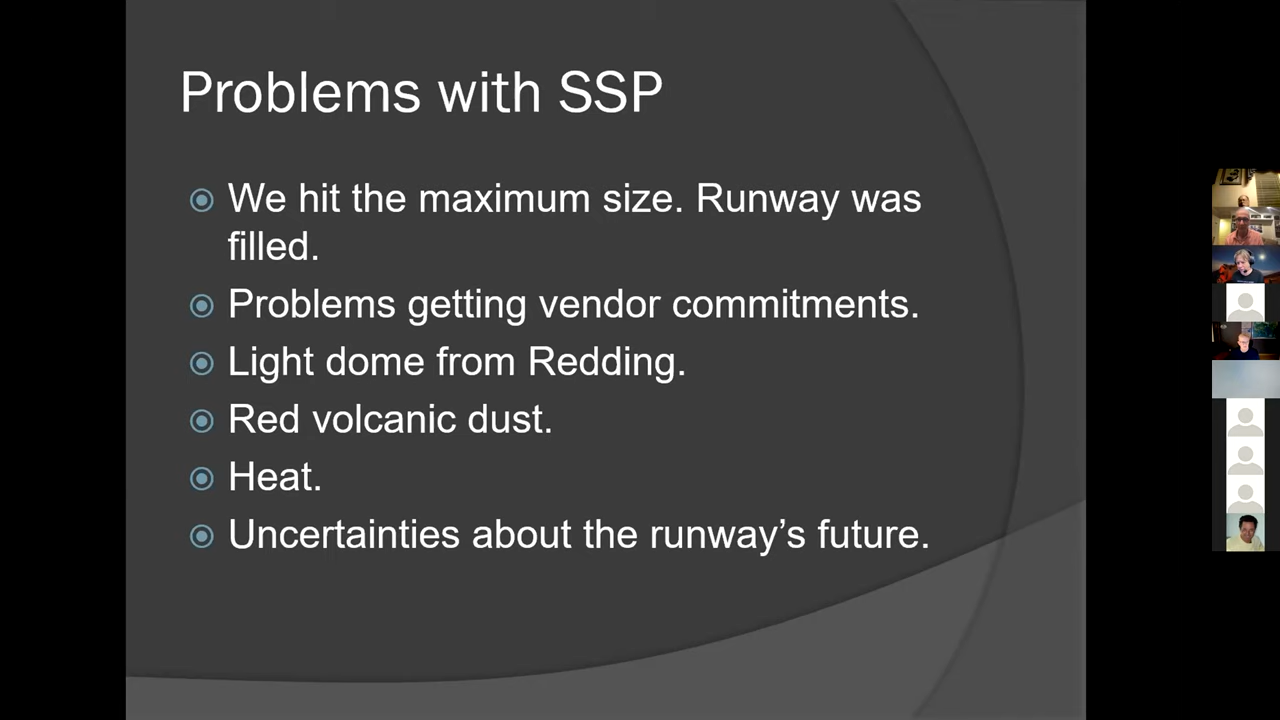 Problems with SSP
We hit the maximum size. Runway was
filled.
Problems getting vendor commitments.
Light dome from Redding.
Red volcanic dust.
Heat.
Uncertainties about the runway’s future.